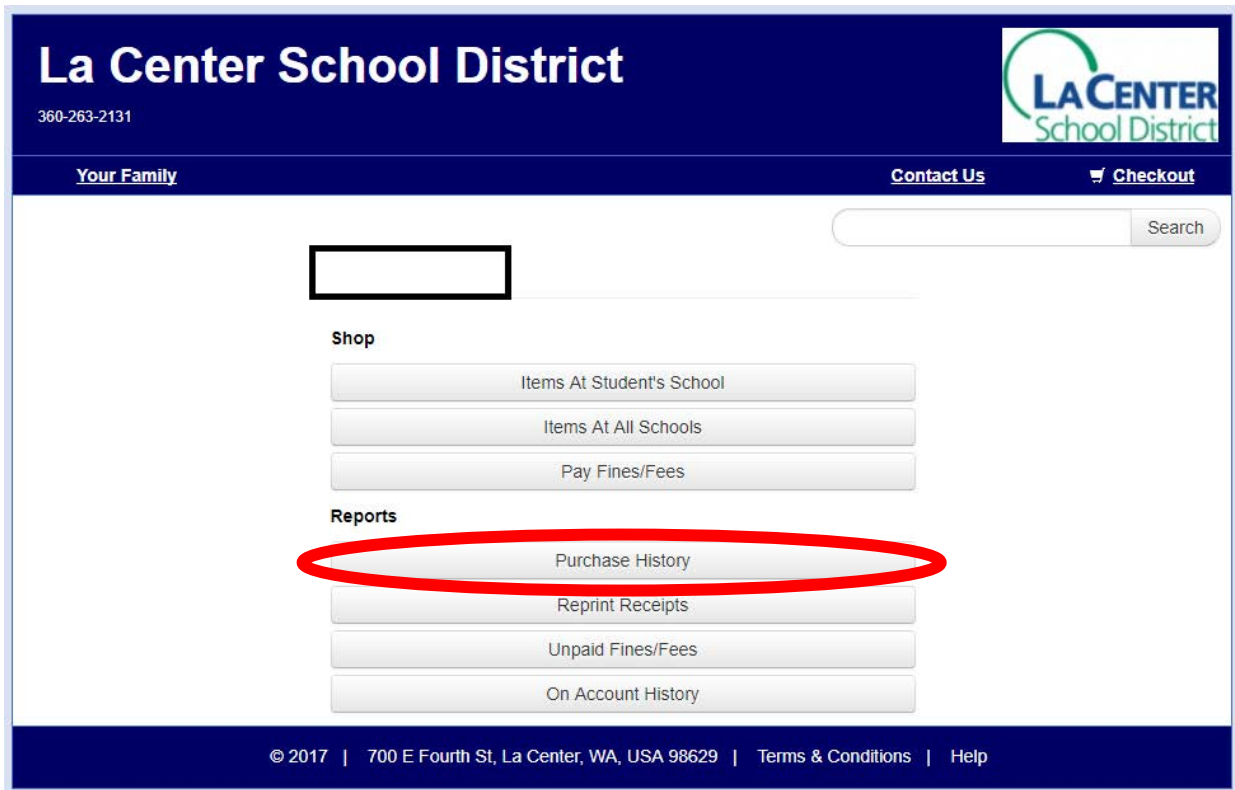 La Center School District
360-263-2131
LA CENTER
School District
Your Family
Contact Us
Checkout
Search
Shop
Items At Student's School
Items At All Schools
Pay Fines/Fees
Reports
Purchase History
Reprint Receipts
Unpaid Fines/Fees
On Account History
© 2017 | 700 E Fourth St, La Center, WA, USA 98629 | Terms & Conditions | Help